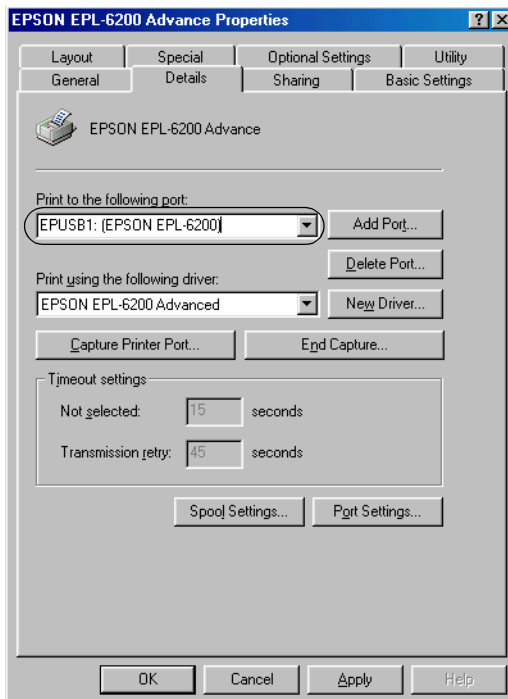 EPSON EPL-6200 Advance Properties
Layout Special Optional Settings Utility
General Details Sharing Basic Settings
EPSON EPL-6200 Advance
Print to the following port:
EPUSB1: (EPSON EPL-6200)
Add Port...
Delete Port...
Print using the following driver:
EPSON EPL-6200 Advanced
New Driver...
Capture Printer Port... End Capture...
Timeout settings
Not selected: 15 seconds
Transmission retry: 45 seconds
Spool Settings... Port Settings...
OK Cancel Apply Help